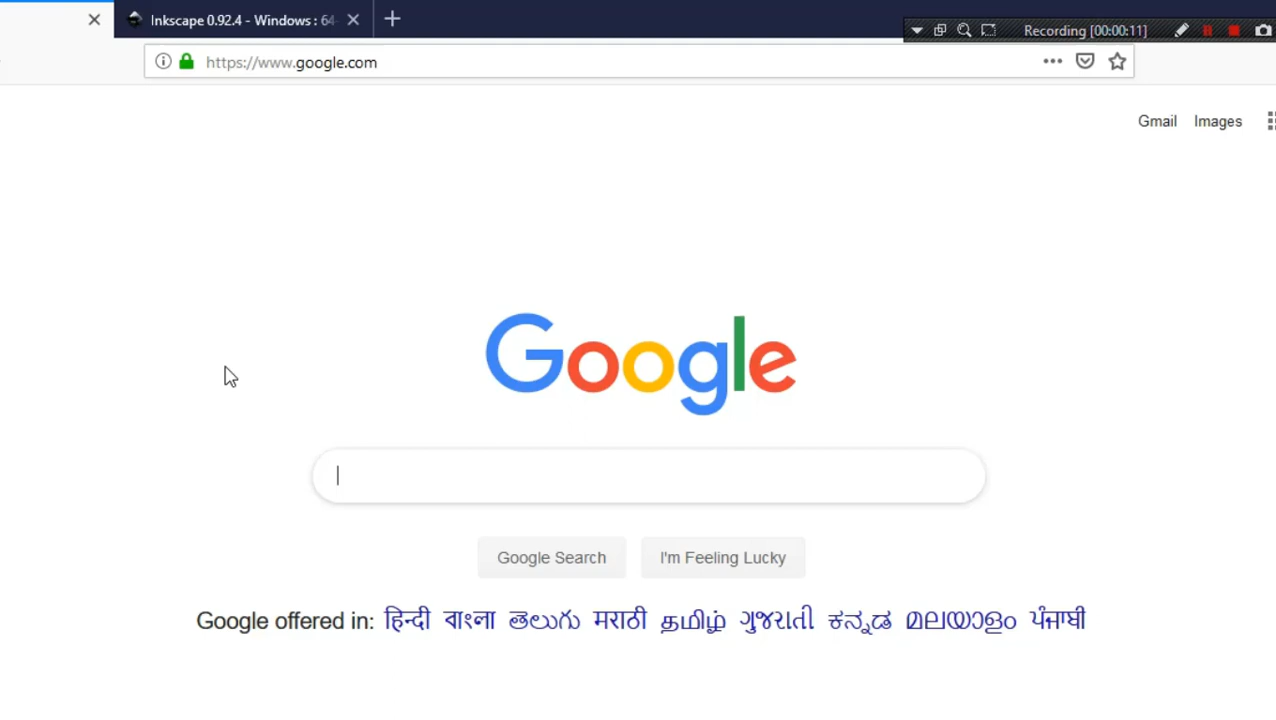 Inkscape 0.92.4 - Windows : 64-
Recording [00:00:11]
https://www.google.com
Gmail Images
Google
Google Search I'm Feeling Lucky
Google offered in: हिन्दी বাংলা తెలుగు मराठी தமிழ் ગુજરાતી ಕನ್ನಡ മലയാളം ਪੰਜਾਬੀ